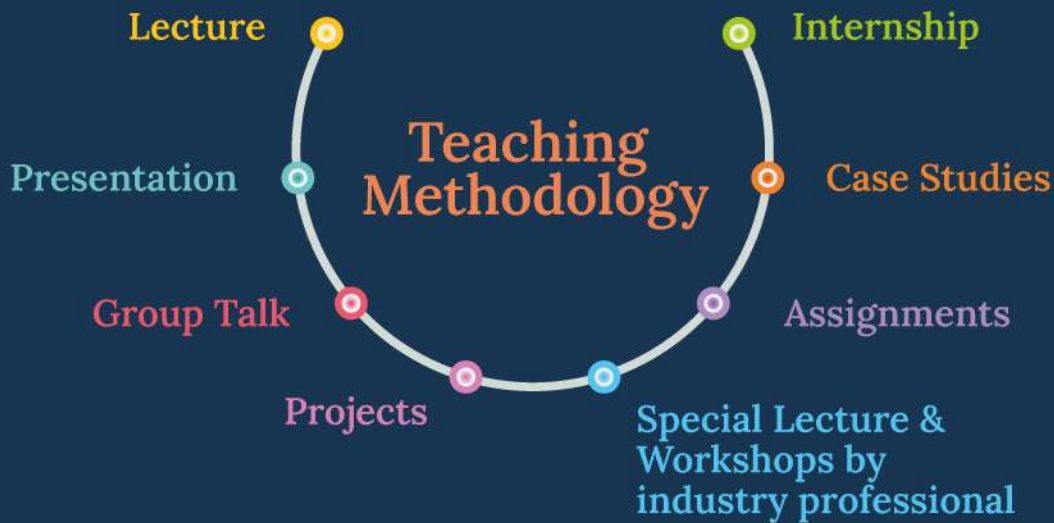 Teaching
Methodology
Lecture
Presentation
Group Talk
Projects
Special Lecture &
Workshops by
industry professional
Assignments
Case Studies
Internship